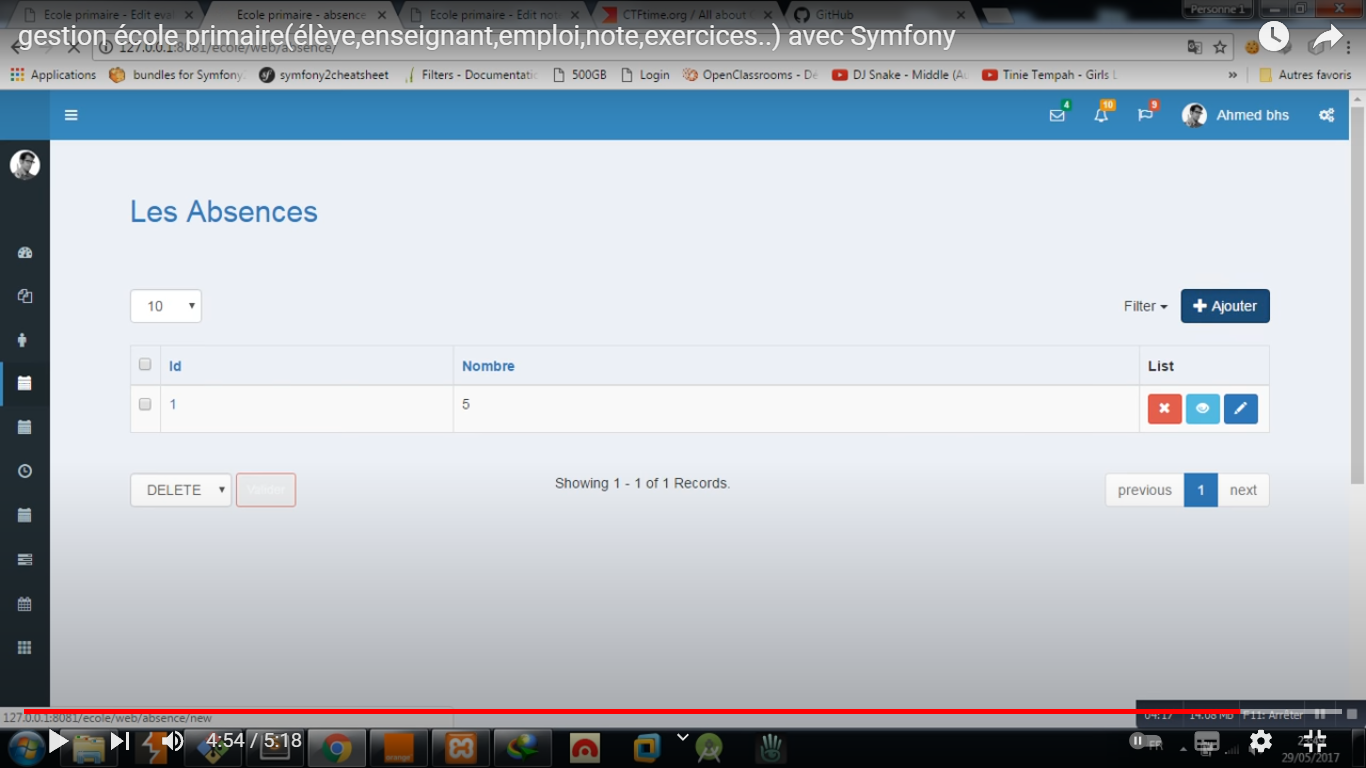 Ecole primaire - Edit eva
Ecole primaire - absence
Ecole primaire - Edit not
CTFtime.org / All about C
GitHub
Personne 1
gestion école primaire(élève,enseignant,emploi,note,exercices..) avec Symfony
127.0.0.1:8081/ecole/web/absence/
Applications
bundles for Symfony
symfony2cheatsheet
Filters - Documentatic
500GB
Login
OpenClassrooms - Dé
DJ Snake - Middle (Au
Tinie Tempah - Girls L
»
Autres favoris
4
10
9
Ahmed bhs
Les Absences
10
Filter
Ajouter
Id
Nombre
List
1
5
DELETE
Valider
Showing 1 - 1 of 1 Records.
previous
1
next
127.0.0.1:8081/ecole/web/absence/new
04:17
14.08 Mb
F11: Arrêter
4:54 / 5:18
orange
FR
29/05/2017